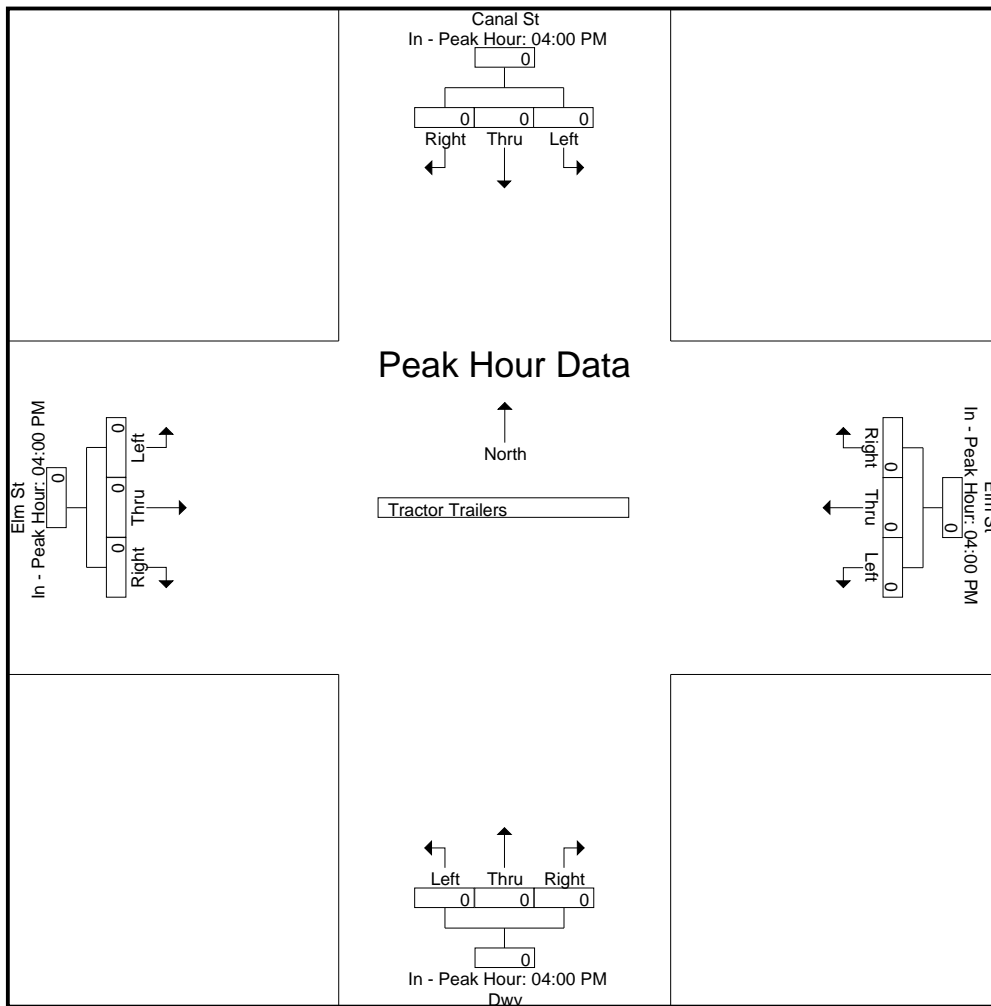 Canal St
In - Peak Hour: 04:00 PM
0
0 0 0
Right Thru Left
Peak Hour Data
North
Tractor Trailers
Elm St
In - Peak Hour: 04:00 PM
0
0 0 0
Left Thru Right
Elm St
In - Peak Hour: 04:00 PM
0
0 0 0
Right Thru Left
Left Thru Right
0 0 0
0
In - Peak Hour: 04:00 PM
Dwy